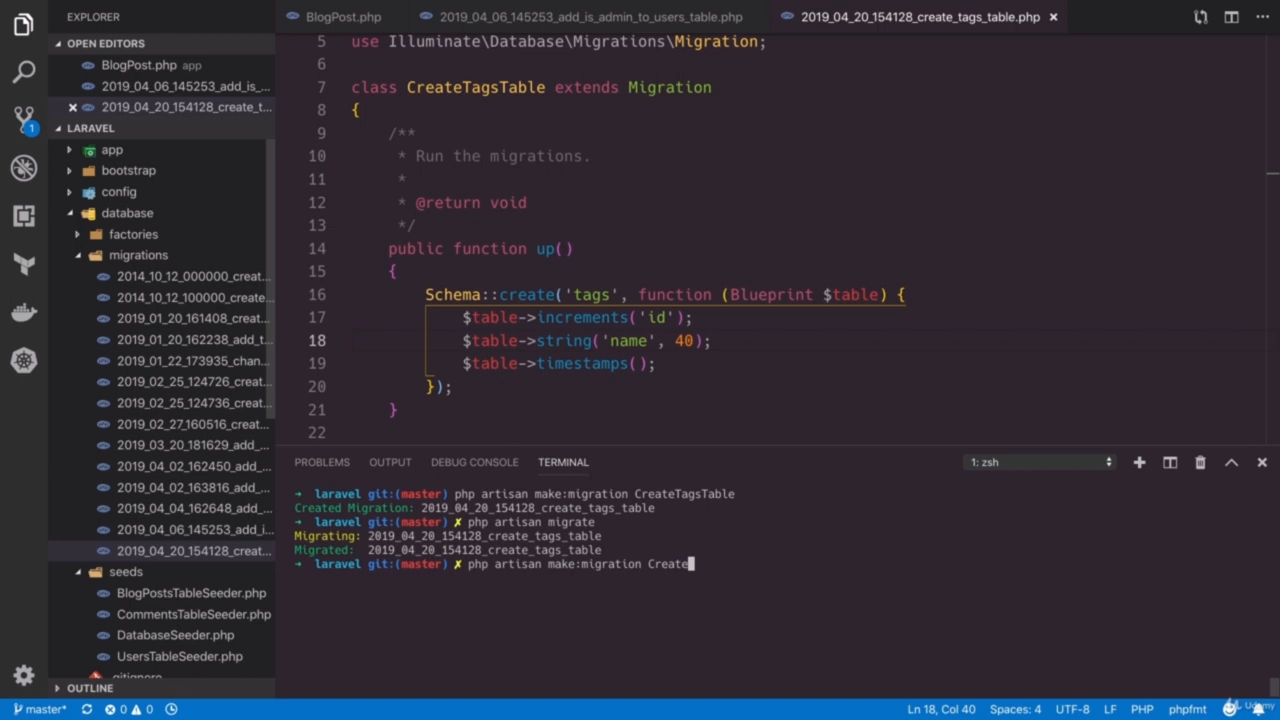 EXPLORER
OPEN EDITORS
BlogPost.php app
2019_04_06_145253_add_is_...
2019_04_20_154128_create_t...
LARAVEL
app
bootstrap
config
database
factories
migrations
2014_10_12_000000_creat...
2014_10_12_100000_create...
2019_01_20_161408_creat...
2019_01_20_162238_add_t...
2019_01_22_173935_chan...
2019_02_25_124726_creat...
2019_02_25_124736_creat...
2019_02_27_160516_creat...
2019_03_20_181629_add_...
2019_04_02_162450_add_...
2019_04_02_163816_add_...
2019_04_04_162648_add_...
2019_04_06_145253_add_i...
2019_04_20_154128_creat...
seeds
BlogPostsTableSeeder.php
CommentsTableSeeder.php
DatabaseSeeder.php
UsersTableSeeder.php
.gitignore
OUTLINE
1
BlogPost.php 2019_04_06_145253_add_is_admin_to_users_table.php 2019_04_20_154128_create_tags_table.php
5 use Illuminate\Database\Migrations\Migration;
6
7 class CreateTagsTable extends Migration
8 {
9 /**
10 * Run the migrations.
11 *
12 * @return void
13 */
14 public function up()
15 {
16 Schema::create('tags', function (Blueprint $table) {
17 $table->increments('id');
18 $table->string('name', 40);
19 $table->timestamps();
20 });
21 }
22
PROBLEMS OUTPUT DEBUG CONSOLE TERMINAL 1: zsh
➜ laravel git:(master) php artisan make:migration CreateTagsTable
Created Migration: 2019_04_20_154128_create_tags_table
➜ laravel git:(master) ✗ php artisan migrate
Migrating: 2019_04_20_154128_create_tags_table
Migrated: 2019_04_20_154128_create_tags_table
➜ laravel git:(master) ✗ php artisan make:migration Create
master* 0 0 Ln 18, Col 40 Spaces: 4 UTF-8 LF PHP phpfmt
Udemy